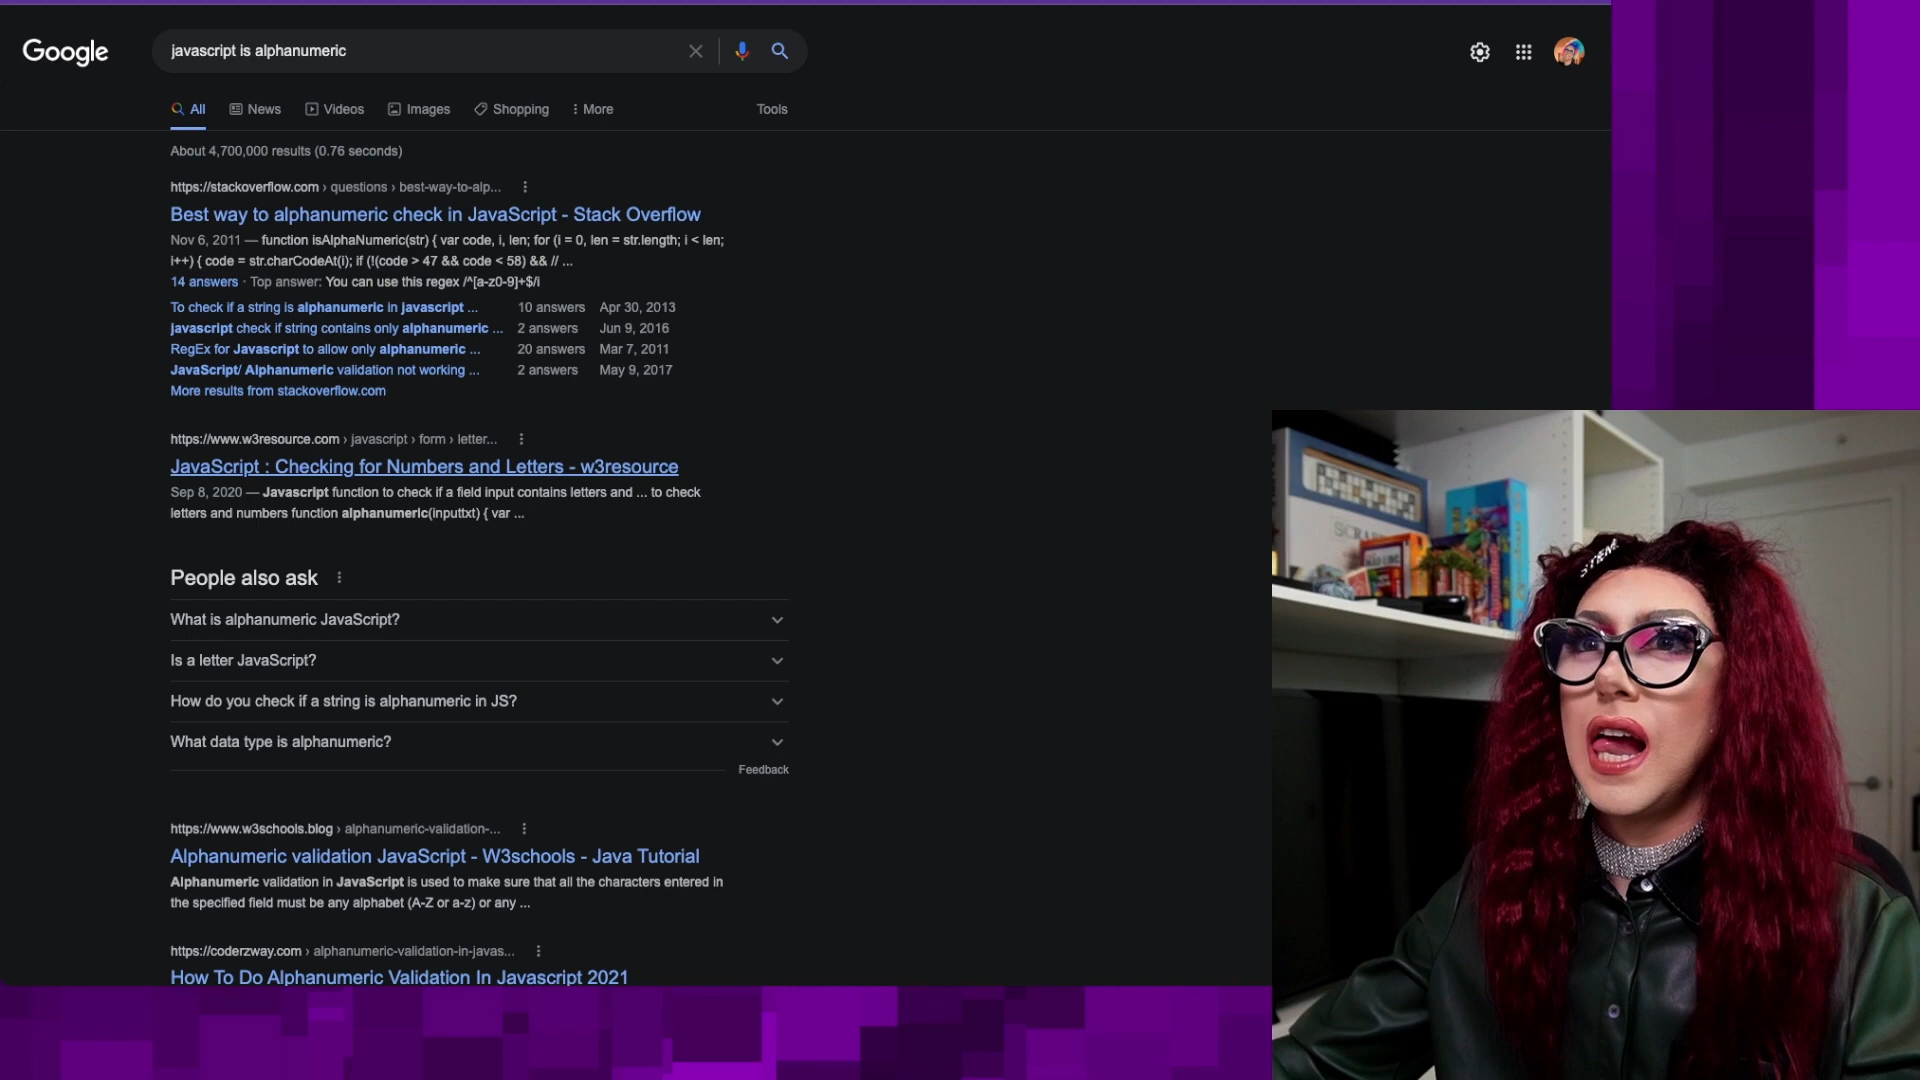 Google
javascript is alphanumeric
All
News
Videos
Images
Shopping
More
Tools
About 4,700,000 results (0.76 seconds)
https://stackoverflow.com › questions › best-way-to-alp...
Best way to alphanumeric check in JavaScript - Stack Overflow
Nov 6, 2011 — function isAlphaNumeric(str) { var code, i, len; for (i = 0, len = str.length; i < len;
i++) { code = str.charCodeAt(i); if (!(code > 47 && code < 58) && // ...
14 answers · Top answer: You can use this regex /^[a-z0-9]+$/i
To check if a string is alphanumeric in javascript ... 10 answers Apr 30, 2013
javascript check if string contains only alphanumeric ... 2 answers Jun 9, 2016
RegEx for Javascript to allow only alphanumeric ... 20 answers Mar 7, 2011
JavaScript/ Alphanumeric validation not working ... 2 answers May 9, 2017
More results from stackoverflow.com
https://www.w3resource.com › javascript › form › letter...
JavaScript : Checking for Numbers and Letters - w3resource
Sep 8, 2020 — Javascript function to check if a field input contains letters and ... to check
letters and numbers function alphanumeric(inputtxt) { var ...
People also ask
What is alphanumeric JavaScript?
Is a letter JavaScript?
How do you check if a string is alphanumeric in JS?
What data type is alphanumeric?
Feedback
https://www.w3schools.blog › alphanumeric-validation-...
Alphanumeric validation JavaScript - W3schools - Java Tutorial
Alphanumeric validation in JavaScript is used to make sure that all the characters entered in
the specified field must be any alphabet (A-Z or a-z) or any ...
https://coderzway.com › alphanumeric-validation-in-javas...
How To Do Alphanumeric Validation In Javascript 2021
STEM